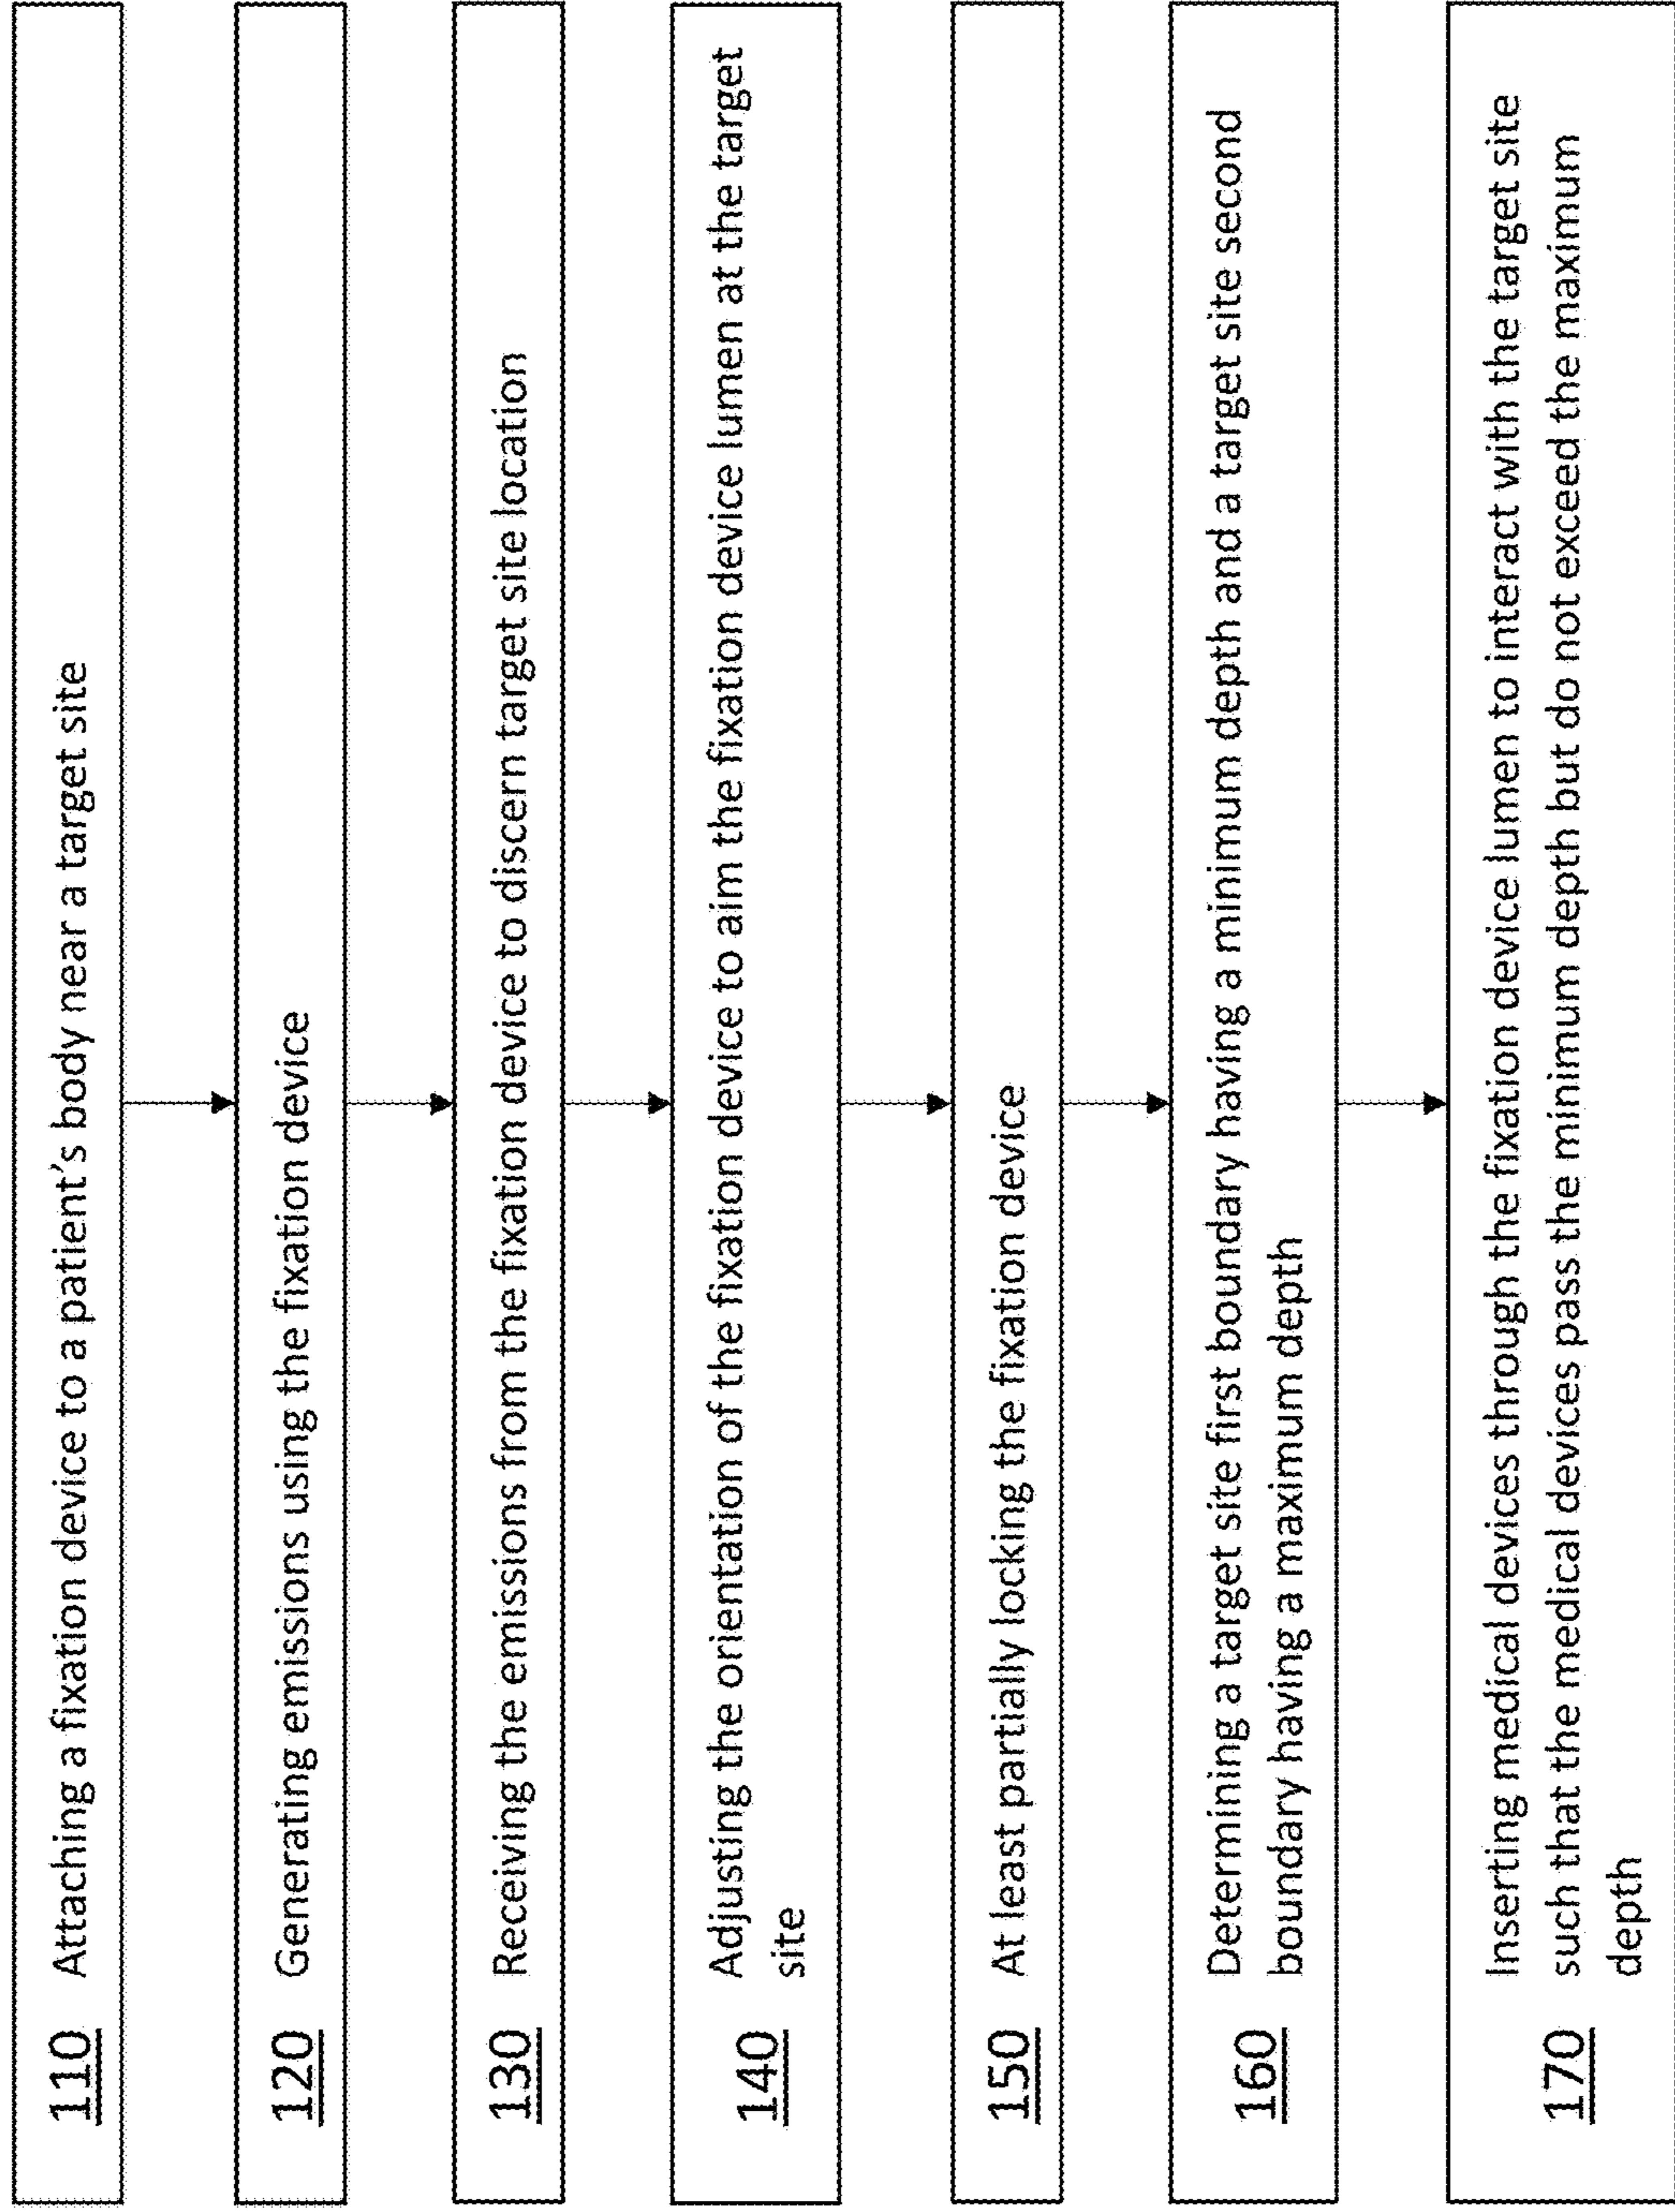 110 Attaching a fixation device to a patient's body near a target site
120 Generating emissions using the fixation device
130 Receiving the emissions from the fixation device to discern target site location
140 Adjusting the orientation of the fixation device to aim the fixation device lumen at the target
site
150 At least partially locking the fixation device
160 Determining a target site first boundary having a minimum depth and a target site second
boundary having a maximum depth
170 Inserting medical devices through the fixation device lumen to interact with the target site
such that the medical devices pass the minimum depth but do not exceed the maximum
depth